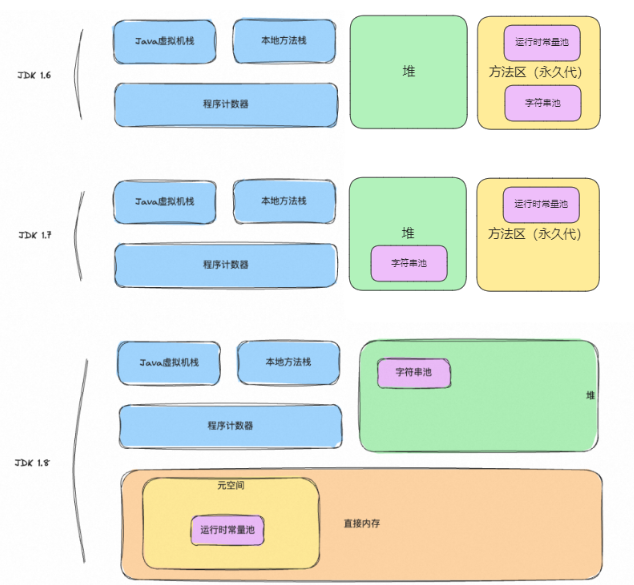 JDK 1.6
Java虚拟机栈
本地方法栈
程序计数器
堆
运行时常量池
方法区（永久代）
字符串池
JDK 1.7
Java虚拟机栈
本地方法栈
程序计数器
堆
字符串池
运行时常量池
方法区（永久代）
JDK 1.8
Java虚拟机栈
本地方法栈
程序计数器
字符串池
堆
元空间
运行时常量池
直接内存